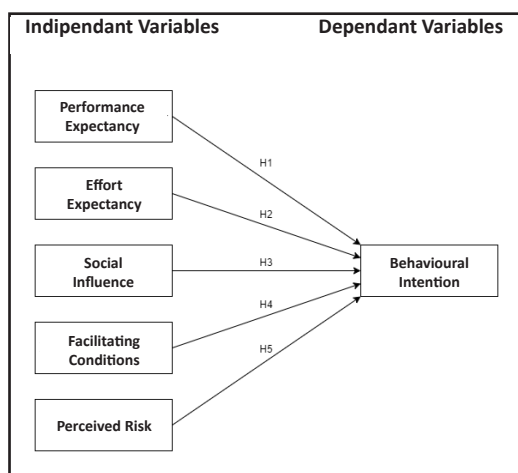 Indipendant Variables
Dependant Variables
Performance
Expectancy
H1
Effort
Expectancy
H2
Social
Influence
H3
Behavioural
Intention
H4
Facilitating
Conditions
H5
Perceived Risk